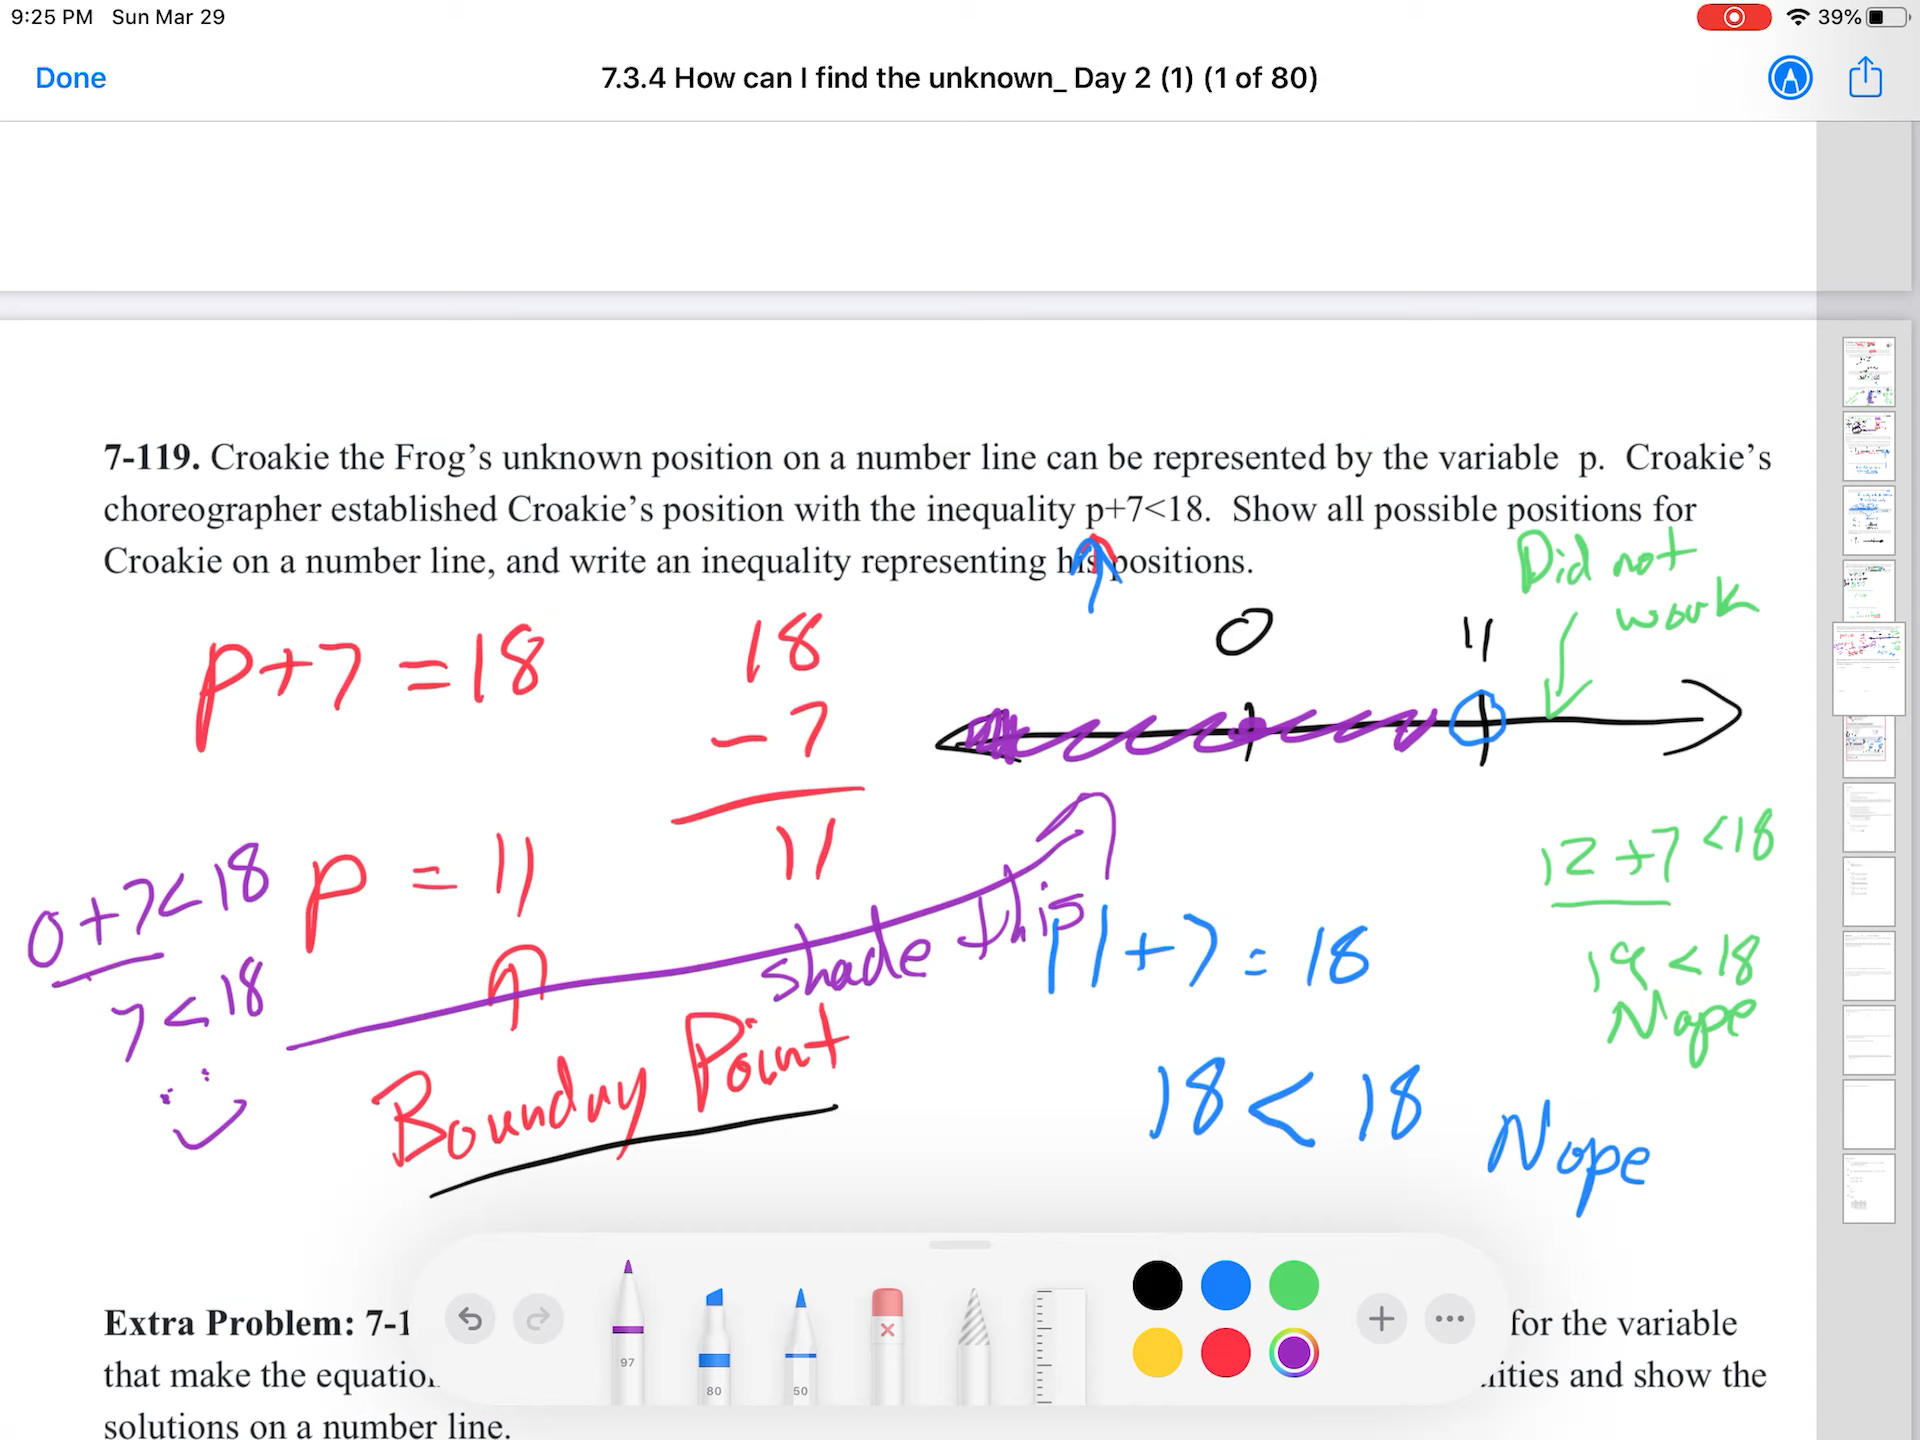 9:25 PM Sun Mar 29
39%
Done
7.3.4 How can I find the unknown_ Day 2 (1) (1 of 80)
7-119. Croakie the Frog's unknown position on a number line can be represented by the variable p. Croakie's
choreographer established Croakie's position with the inequality p+7<18. Show all possible positions for
Croakie on a number line, and write an inequality representing his positions.
Did not
work
p+7=18
18
-7
11
0
11
p=11
0+7<18
7<18
shade this
11+7=18
12+7<18
19<18
Nope
Boundary Point
18<18
Nope
97
80
50
Extra Problem: 7-1
for the variable
that make the equation
ities and show the
solutions on a number line.